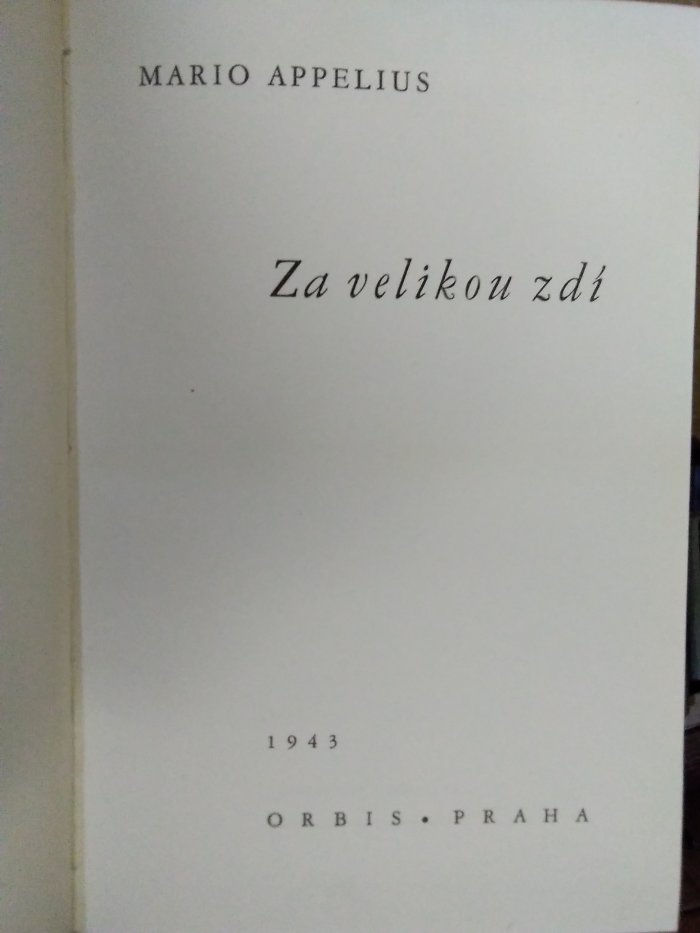 MARIO APPELIUS
Za velikou zdí
1943
ORBIS • PRAHA